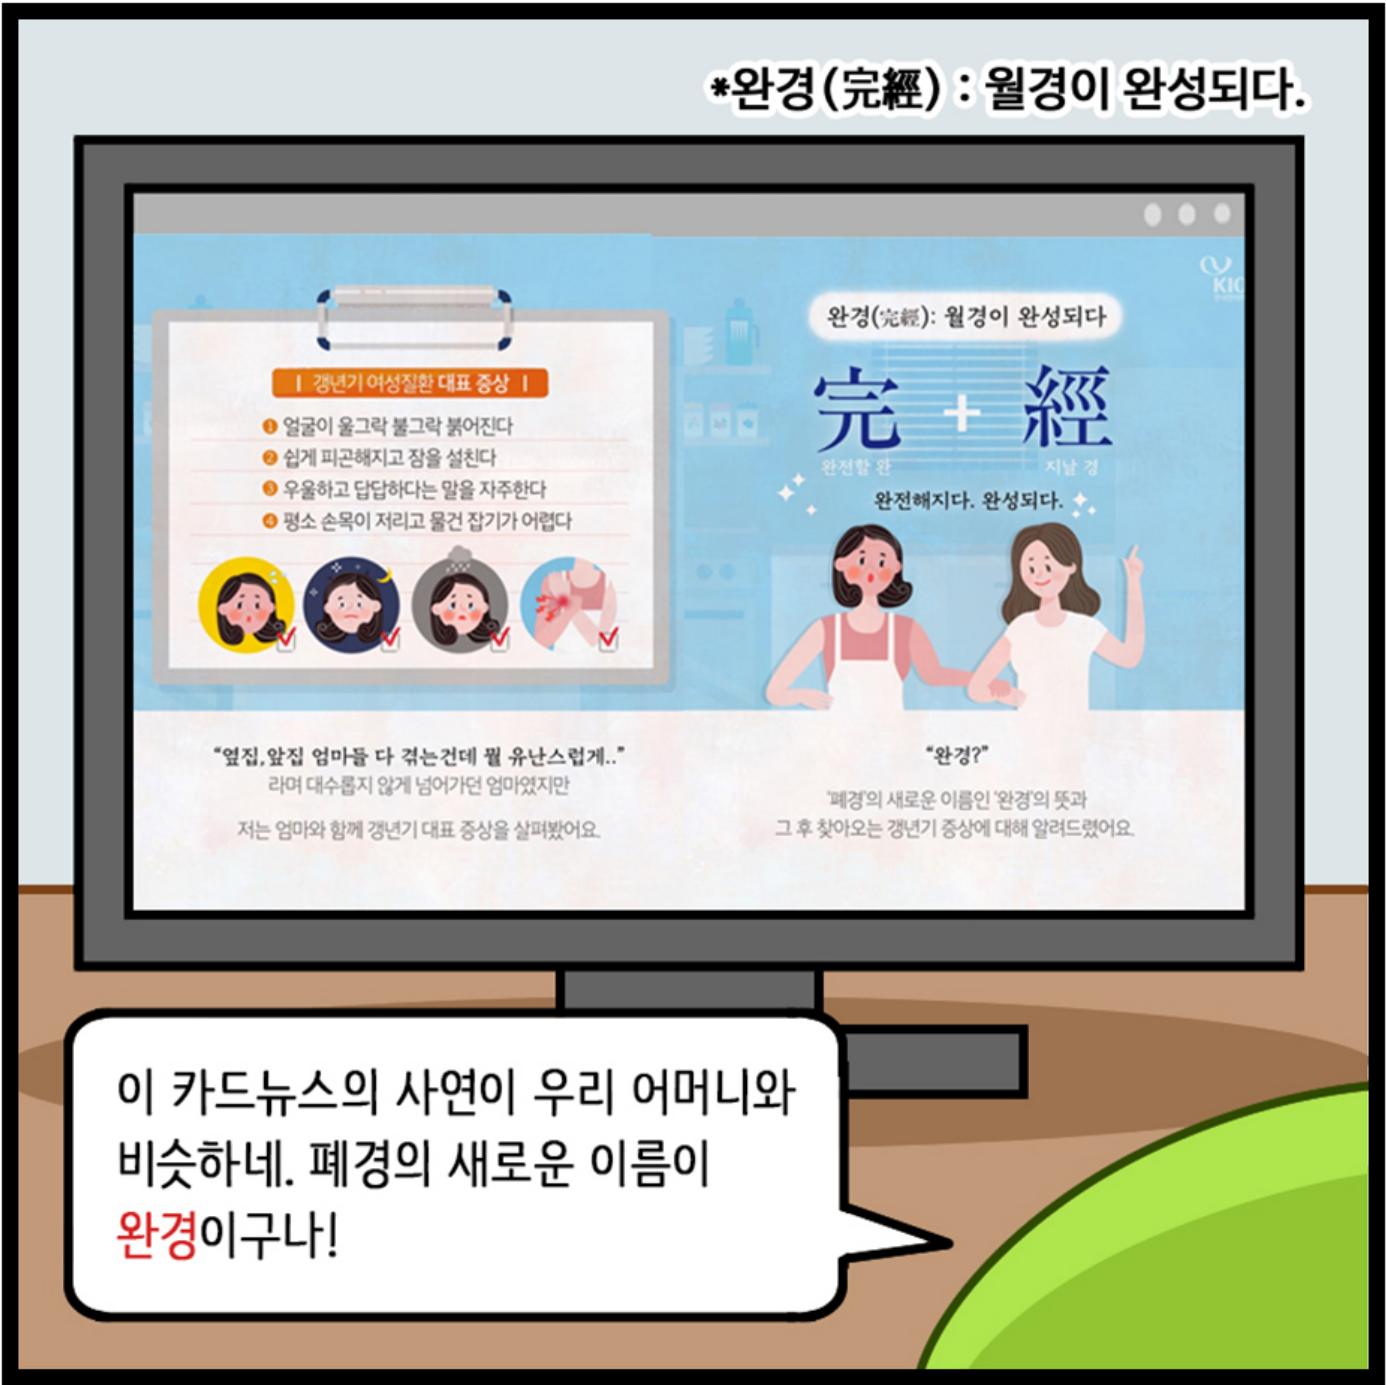 *완경(完經) : 월경이 완성되다.
| 갱년기 여성질환 대표 증상 |
1 얼굴이 울그락 불그락 붉어진다
2 쉽게 피곤해지고 잠을 설친다
3 우울하고 답답하다는 말을 자주한다
4 평소 손목이 저리고 물건 잡기가 어렵다
“옆집,앞집 엄마들 다 겪는건데 뭘 유난스럽게..”
라며 대수롭지 않게 넘어가던 엄마였지만
저는 엄마와 함께 갱년기 대표 증상을 살펴봤어요.
KIO
완경(完經): 월경이 완성되다
完 + 經
완전할 완 지날 경
완전해지다. 완성되다.
“완경?”
‘폐경’의 새로운 이름인 ‘완경’의 뜻과
그 후 찾아오는 갱년기 증상에 대해 알려드렸어요.
이 카드뉴스의 사연이 우리 어머니와
비슷하네. 폐경의 새로운 이름이
완경이구나!